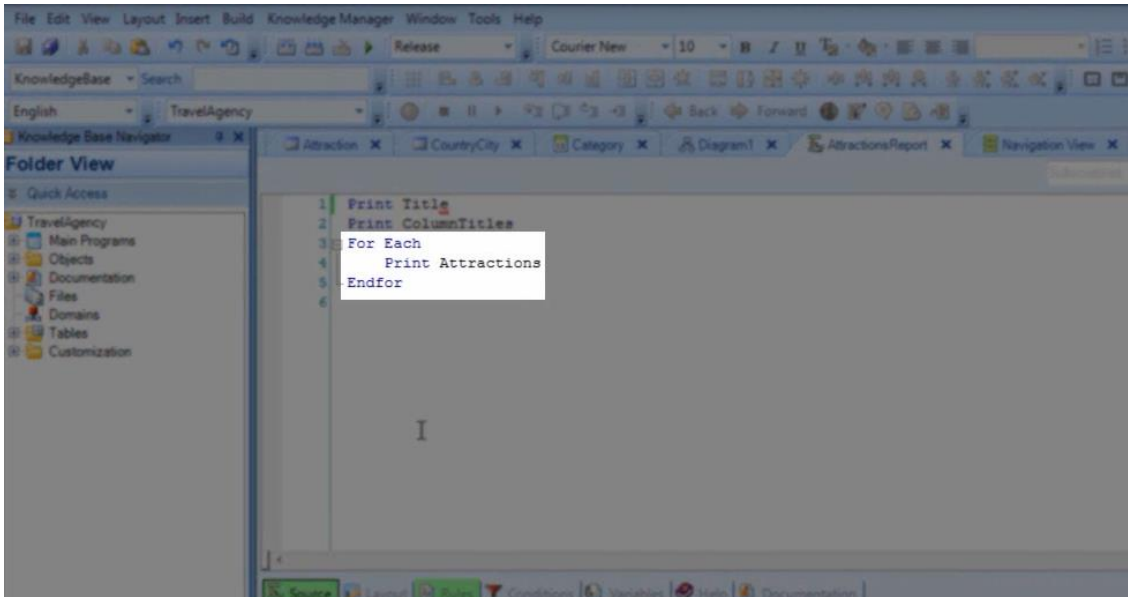 File Edit View Layout Insert Build Knowledge Manager Window Tools Help
Release Courier New 10 B I U
KnowledgeBase Search
English TravelAgency Back Forward
Knowledge Base Navigator
Attraction CountryCity Category Diagram1 AttractionsReport Navigation View
Folder View
Quick Access
TravelAgency
Main Programs
Objects
Documentation
Files
Domains
Tables
Customization
1 Print Title
2 Print ColumnTitles
3 For Each
4 Print Attractions
5 Endfor
6
Source Layout Rules Conditions Variables Help Documentation